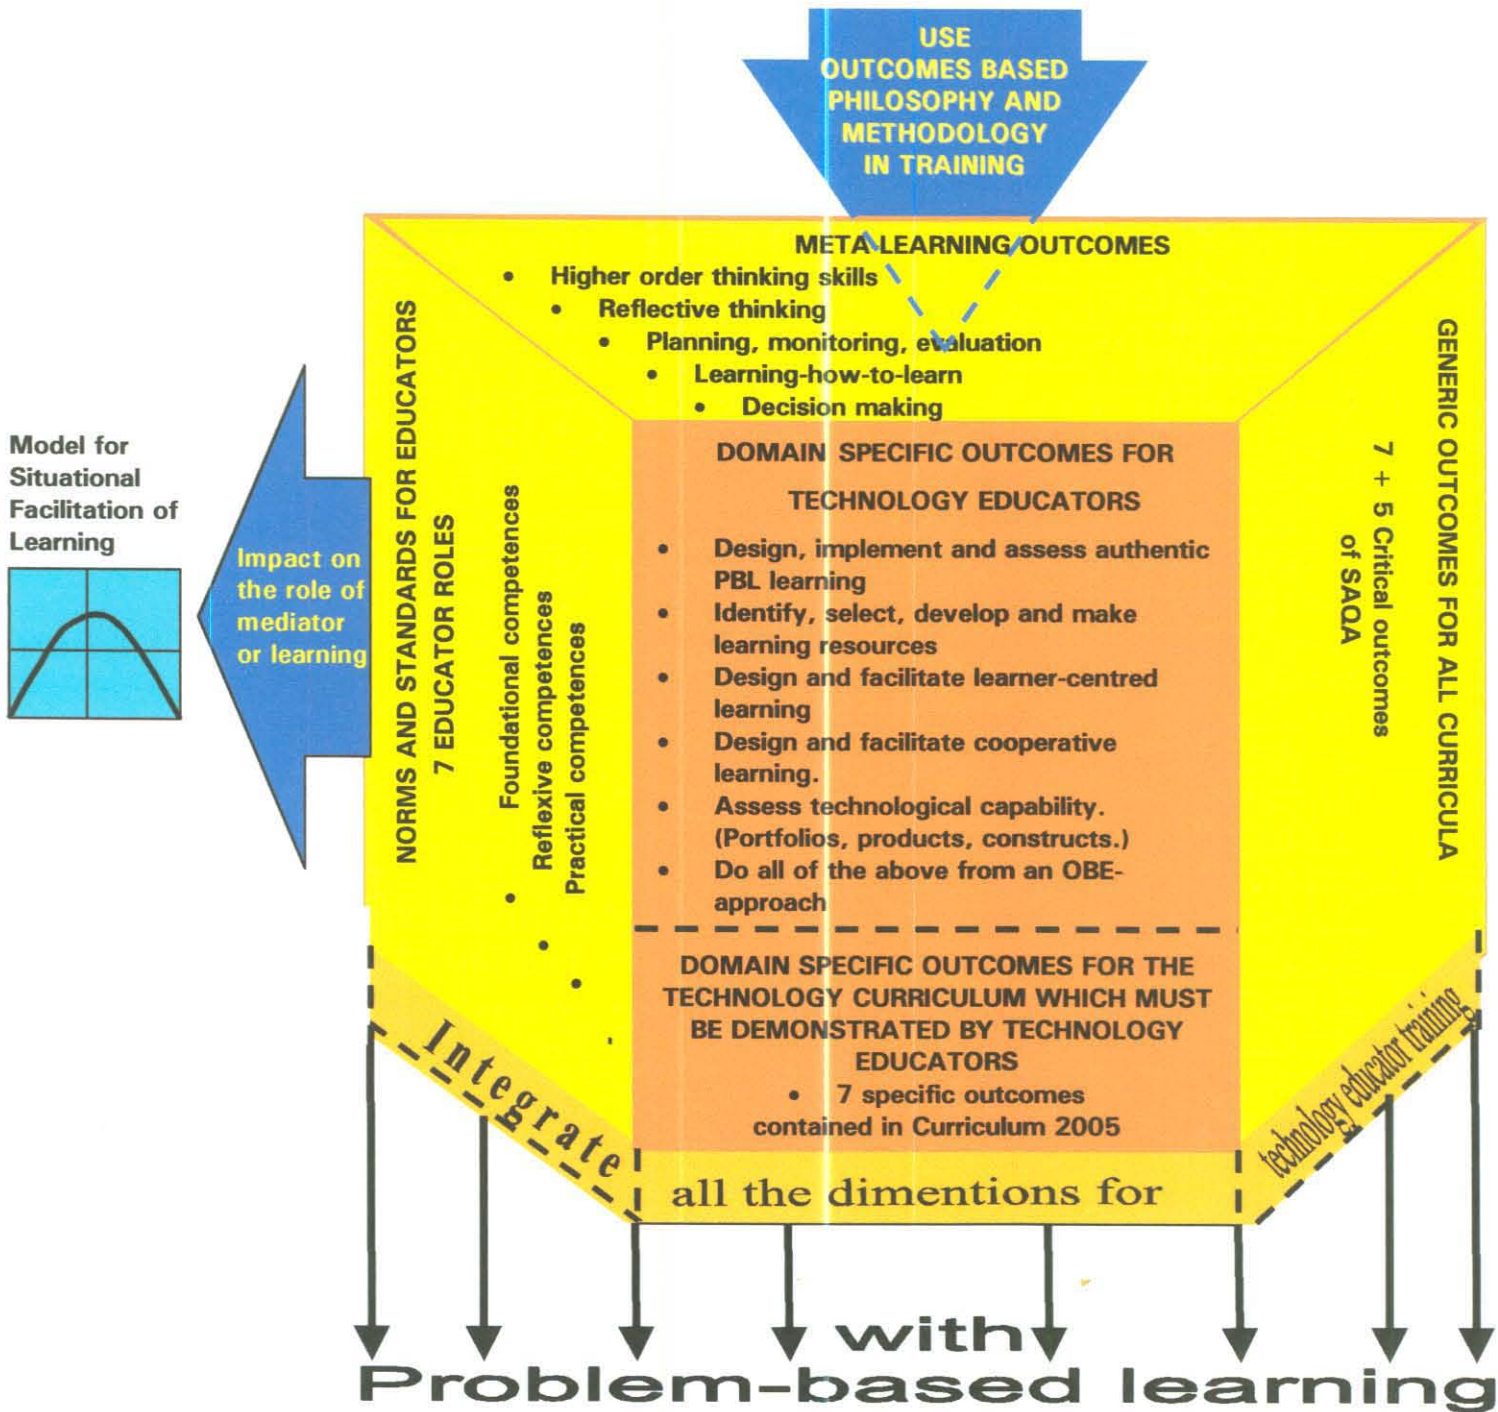 USE
OUTCOMES BASED
PHILOSOPHY AND
METHODOLOGY
IN TRAINING
META LEARNING OUTCOMES
• Higher order thinking skills
• Reflective thinking
• Planning, monitoring, evaluation
• Learning-how-to-learn
• Decision making
Model for
Situational
Facilitation of
Learning
Impact on
the role of
mediator
or learning
NORMS AND STANDARDS FOR EDUCATORS
7 EDUCATOR ROLES
• Foundational competences
• Reflexive competences
• Practical competences
DOMAIN SPECIFIC OUTCOMES FOR
TECHNOLOGY EDUCATORS
• Design, implement and assess authentic
PBL learning
• Identify, select, develop and make
learning resources
• Design and facilitate learner-centred
learning
• Design and facilitate cooperative
learning.
• Assess technological capability.
(Portfolios, products, constructs.)
• Do all of the above from an OBE-
approach
DOMAIN SPECIFIC OUTCOMES FOR THE
TECHNOLOGY CURRICULUM WHICH MUST
BE DEMONSTRATED BY TECHNOLOGY
EDUCATORS
• 7 specific outcomes
contained in Curriculum 2005
GENERIC OUTCOMES FOR ALL CURRICULA
7 + 5 Critical outcomes
of SAQA
Integrate
all the dimentions for
technology educator training
with
Problem-based learning